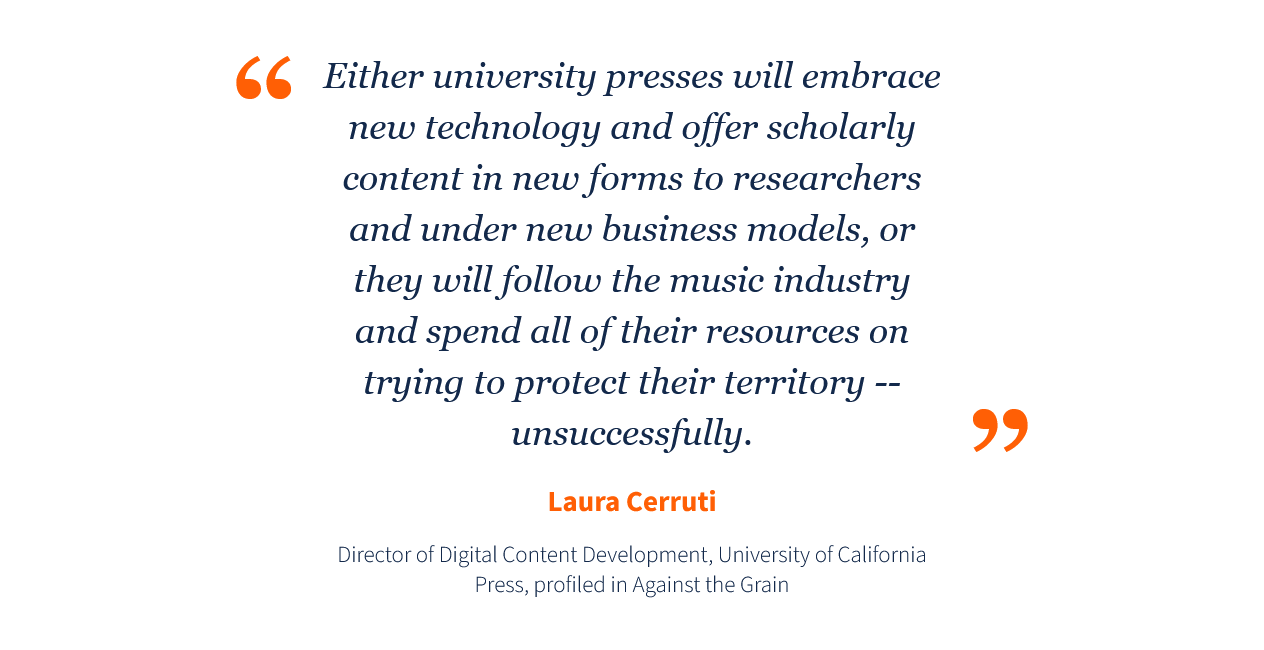 “Either university presses will embrace
new technology and offer scholarly
content in new forms to researchers
and under new business models, or
they will follow the music industry
and spend all of their resources on
trying to protect their territory --
unsuccessfully.”
Laura Cerruti
Director of Digital Content Development, University of California
Press, profiled in Against the Grain